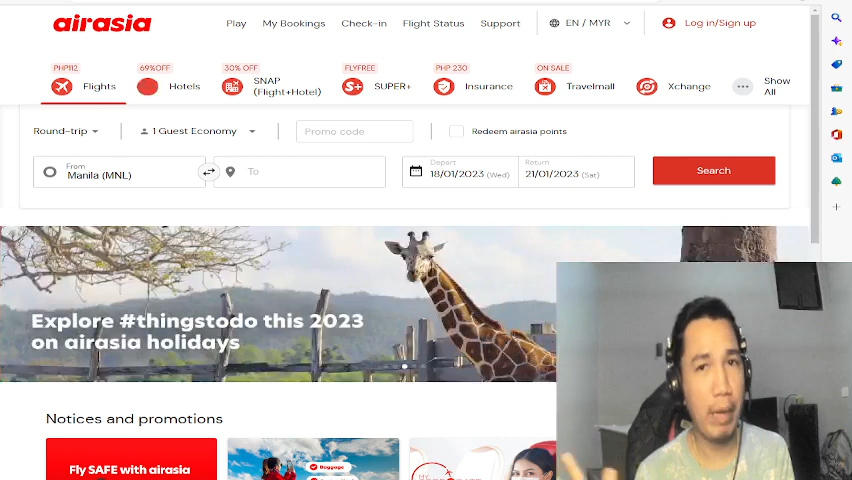 airasia
Play My Bookings Check-in Flight Status Support EN / MYR Log in/Sign up
PHP112 69%OFF 30% OFF FLYFREE PHP 230 ON SALE
Flights Hotels SNAP (Flight+Hotel) S+ SUPER+ Insurance Travelmall Xchange Show All
Round-trip 1 Guest Economy Promo code Redeem airasia points
From Depart Return
Manila (MNL) To 18/01/2023 (Wed) 21/01/2023 (Sat) Search
Explore #thingstodo this 2023
on airasia holidays
Notices and promotions
Fly SAFE with airasia
Baggage
MY